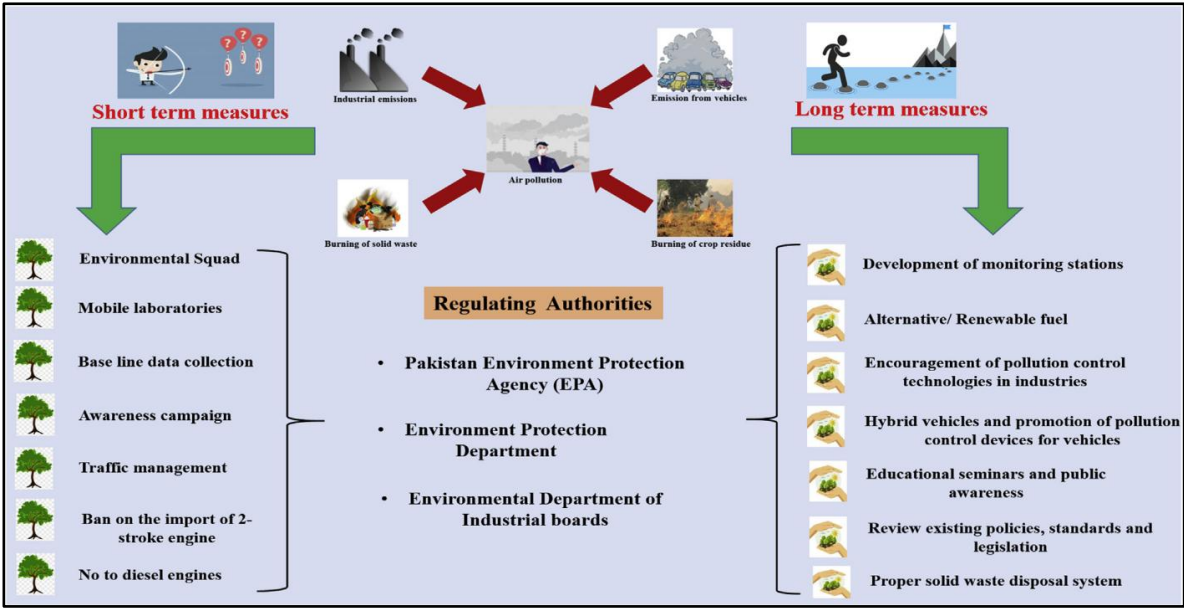 ? ? ?
Short term measures
Industrial emissions
Emission from vehicles
Long term measures
Air pollution
Burning of solid waste
Burning of crop residue
Environmental Squad
Mobile laboratories
Base line data collection
Awareness campaign
Traffic management
Ban on the import of 2-
stroke engine
No to diesel engines
Regulating Authorities
• Pakistan Environment Protection
Agency (EPA)
• Environment Protection
Department
• Environmental Department of
Industrial boards
Development of monitoring stations
Alternative/ Renewable fuel
Encouragement of pollution control
technologies in industries
Hybrid vehicles and promotion of pollution
control devices for vehicles
Educational seminars and public
awareness
Review existing policies, standards and
legislation
Proper solid waste disposal system